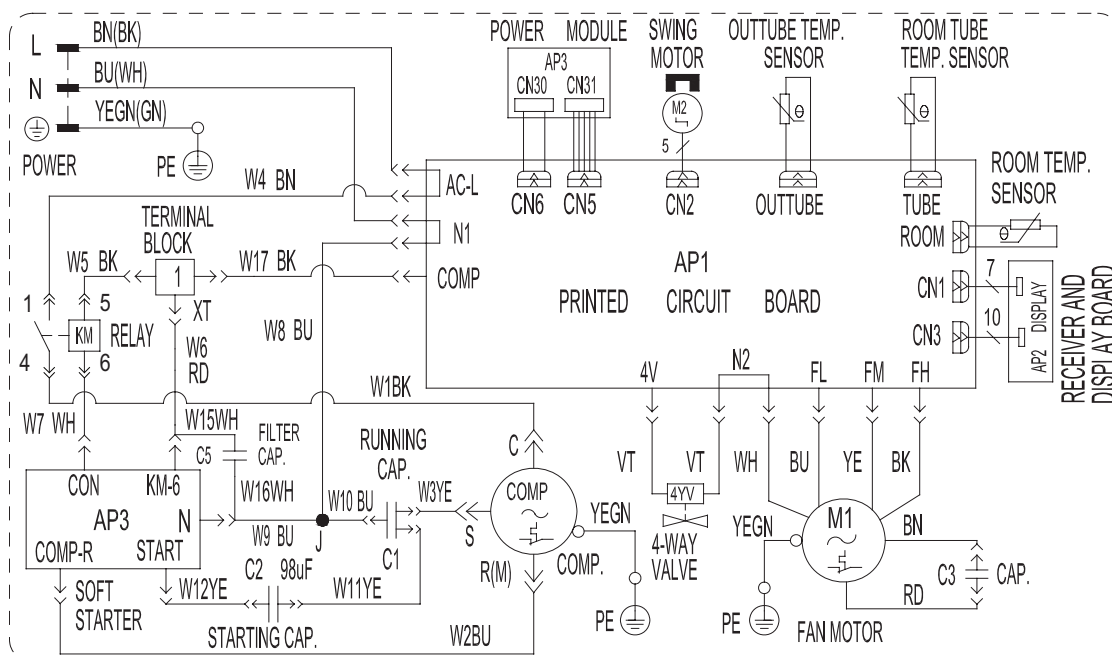 L
BN(BK)
N
BU(WH)
YEGN(GN)
POWER
PE
POWER MODULE
AP3
CN30 CN31
SWING
MOTOR
M2
5
OUTTUBE TEMP.
SENSOR
θ
ROOM TUBE
TEMP. SENSOR
θ
ROOM TEMP.
SENSOR
θ
CN6 CN5 CN2 OUTTUBE TUBE
ROOM
AC-L
N1
COMP
AP1
PRINTED CIRCUIT BOARD
CN1
7
CN3
10
AP2 DISPLAY
RECEIVER AND
DISPLAY BOARD
W4 BN
TERMINAL
BLOCK
W5 BK
1
W17 BK
XT
1 5
KM
RELAY
4 6
W6
RD
W8 BU
W1BK
W7 WH
W15WH
C5
FILTER
CAP.
W16WH
CON KM-6
AP3
N
COMP-R START
SOFT
STARTER
W9 BU
J
W10 BU
RUNNING
CAP.
C1
W3YE
S
C
COMP
R(M)
COMP.
YEGN
PE
W12YE
C2 98uF
W11YE
STARTING CAP.
W2BU
4V N2 FL FM FH
VT VT WH BU YE BK
4YV
4-WAY
VALVE
YEGN
PE
M1
FAN MOTOR
BN
C3 CAP.
RD